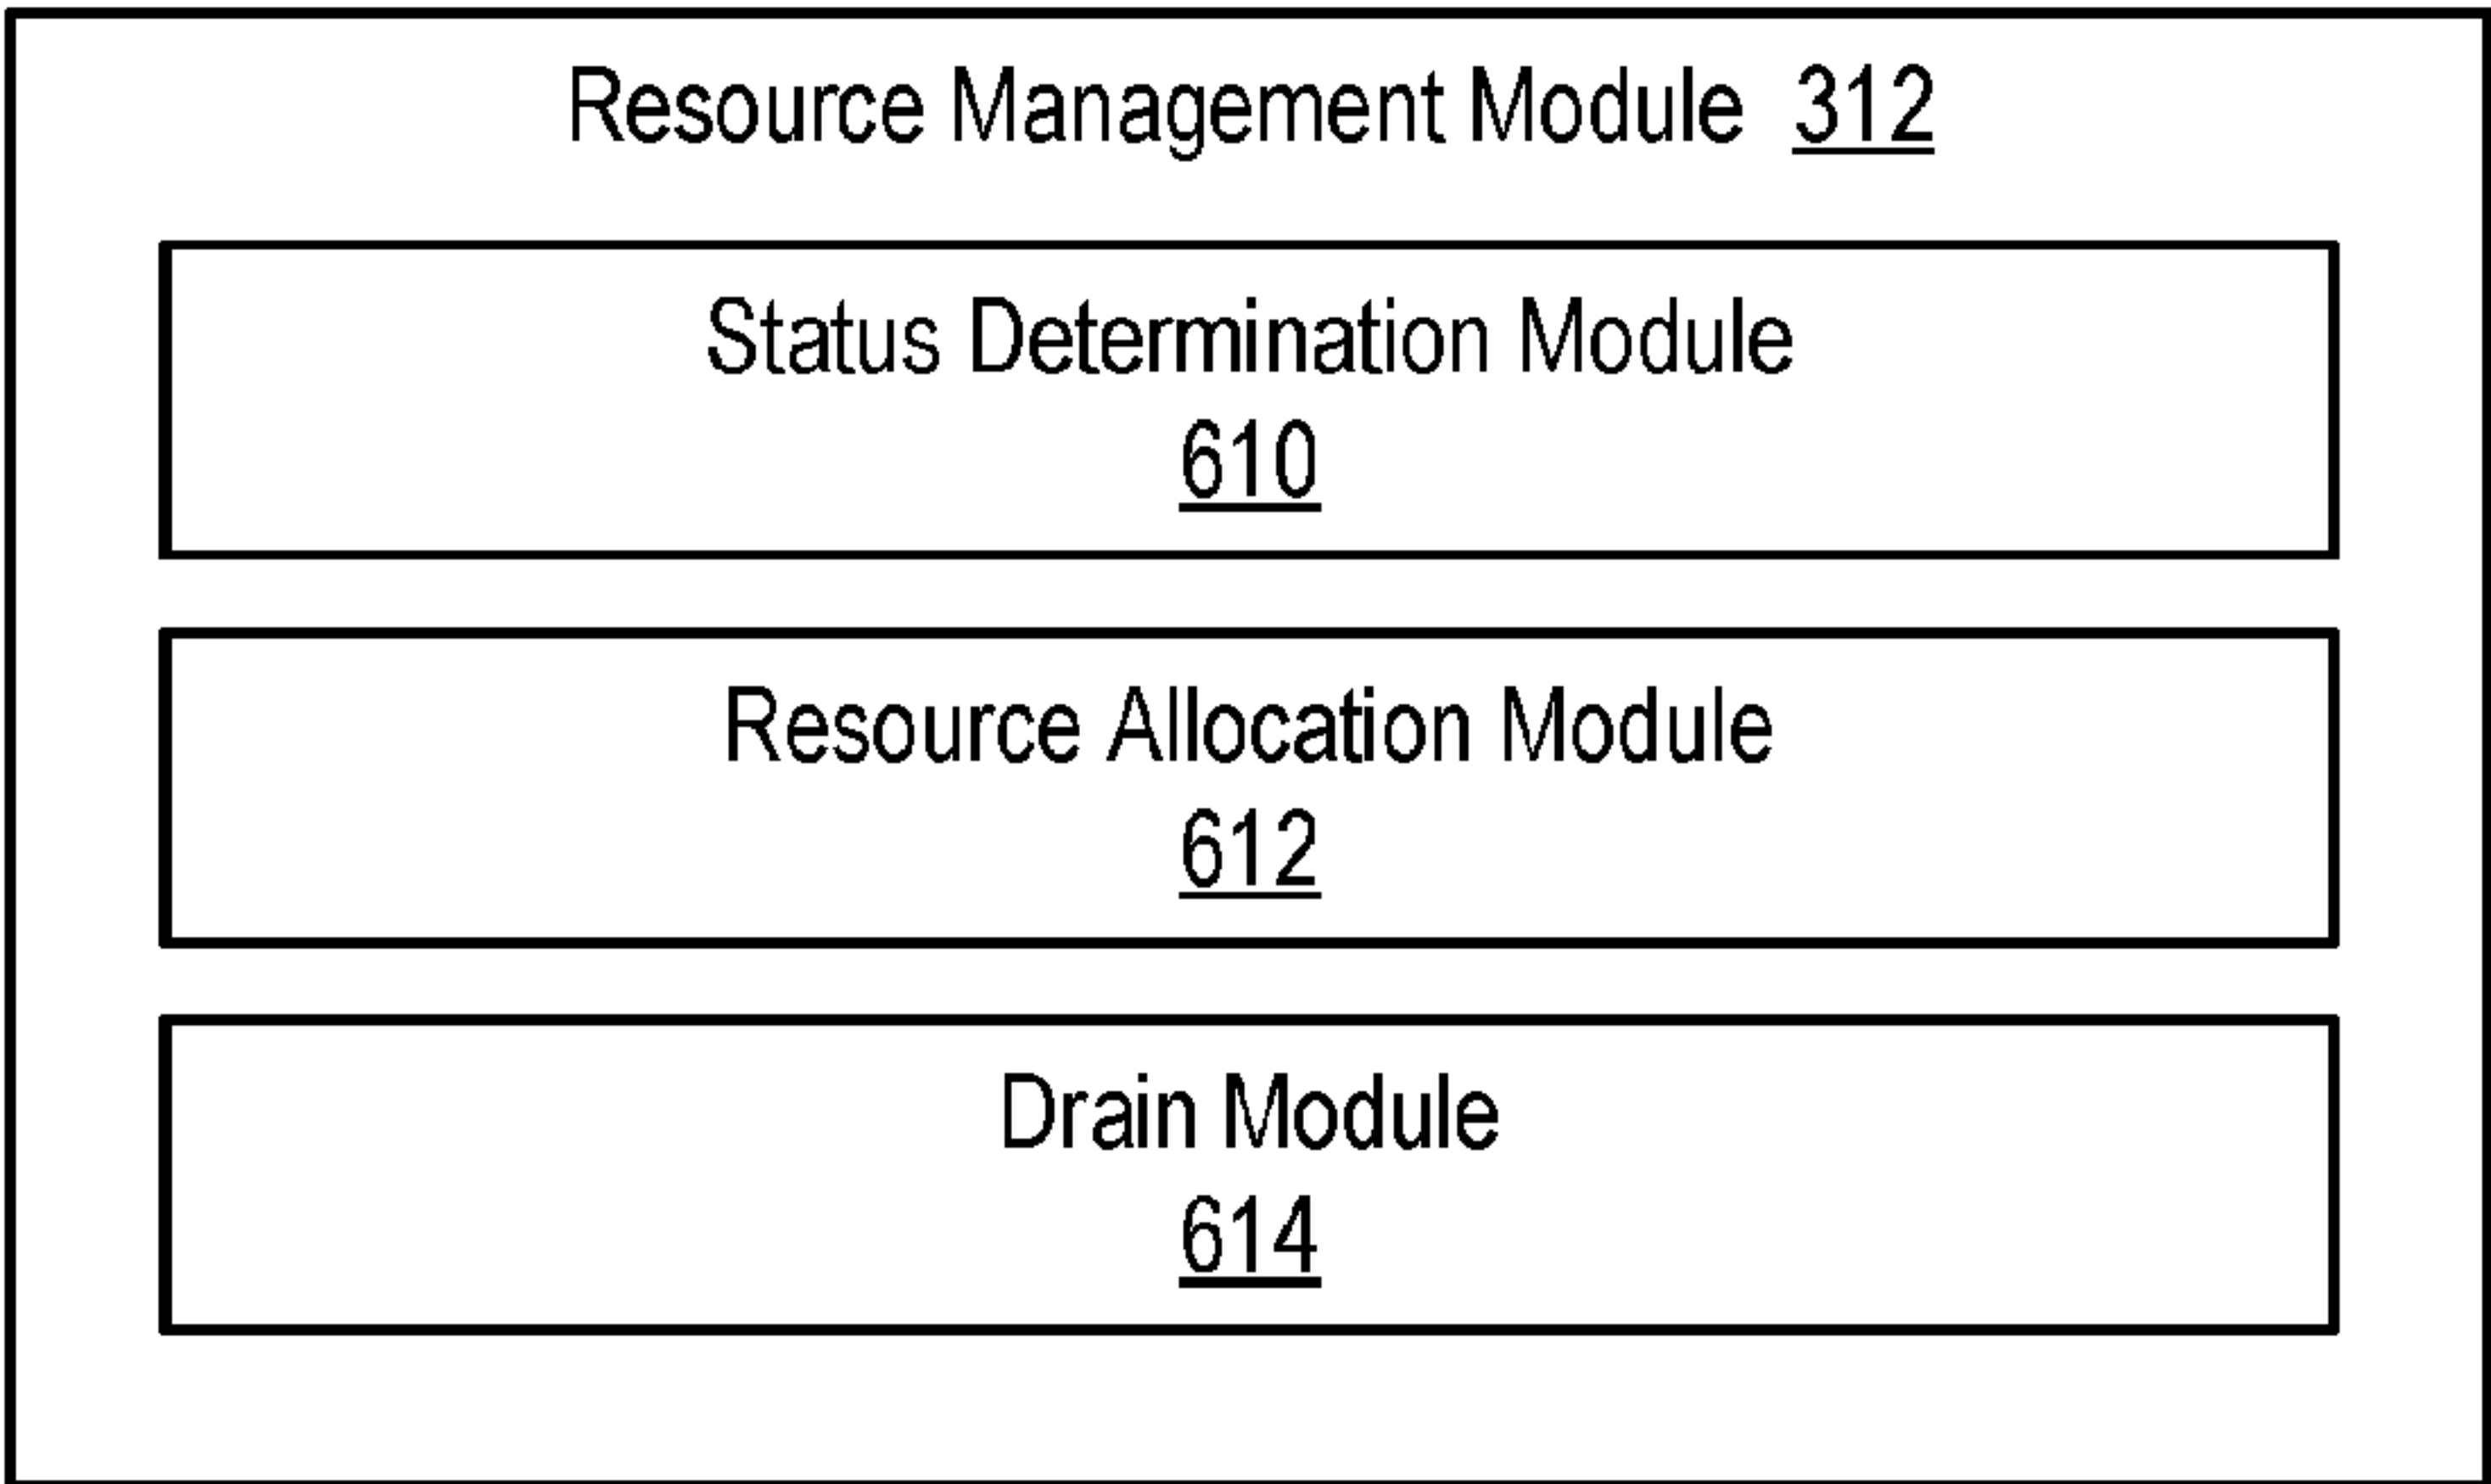 Resource Management Module 312
Status Determination Module
610
Resource Allocation Module
612
Drain Module
614